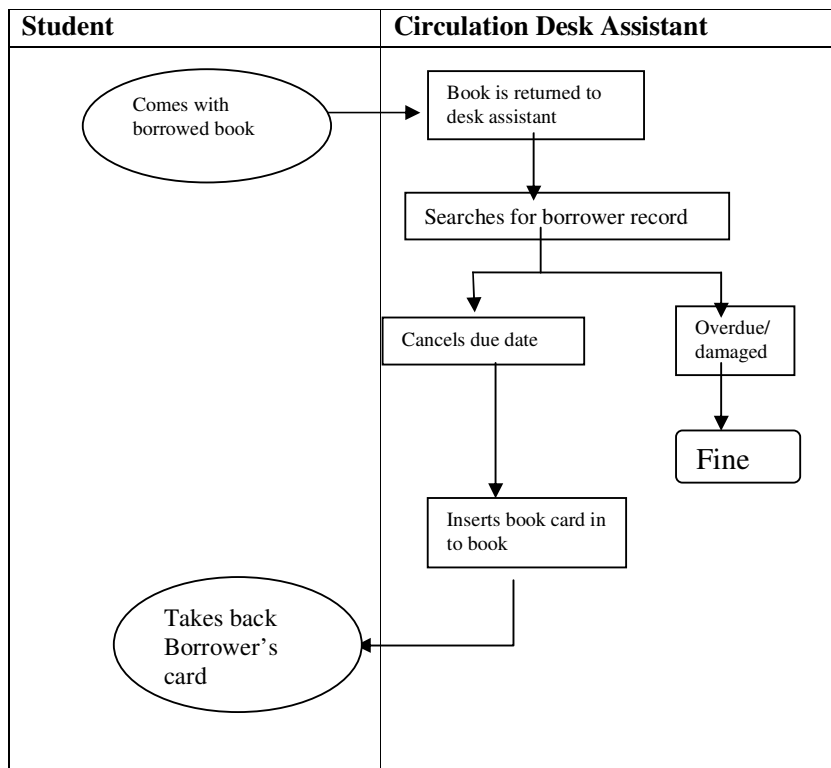 Student
Circulation Desk Assistant
Comes with
borrowed book
Book is returned to
desk assistant
Searches for borrower record
Cancels due date
Overdue/
damaged
Fine
Inserts book card in
to book
Takes back
Borrower's
card